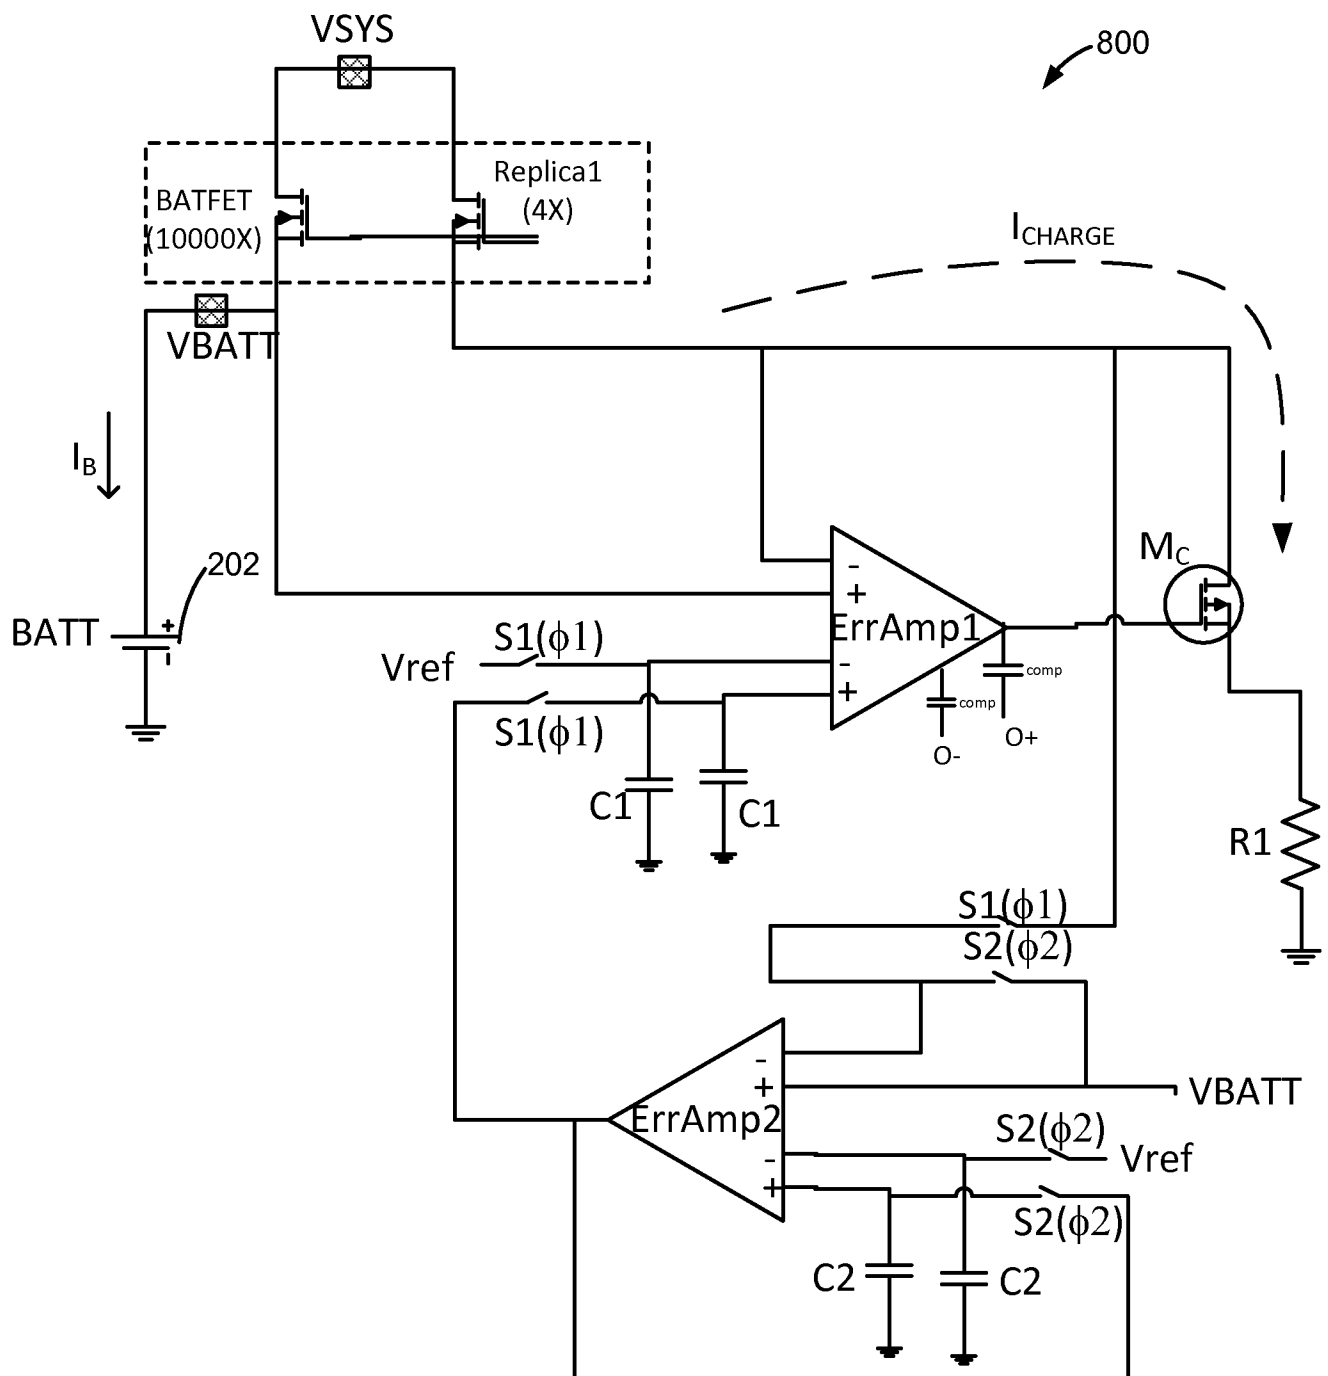 VSYS
800
BATFET
(10000X)
Replica1
(4X)
ICHARGE
VBATT
IB
202
BATT
+
-
MC
-
+
ErrAmp1
S1(ϕ1)
Vref
-
+
S1(ϕ1)
comp
comp
O+
O-
C1
C1
R1
S1(ϕ1)
S2(ϕ2)
-
+
ErrAmp2
VBATT
S2(ϕ2)
-
Vref
+
S2(ϕ2)
C2
C2